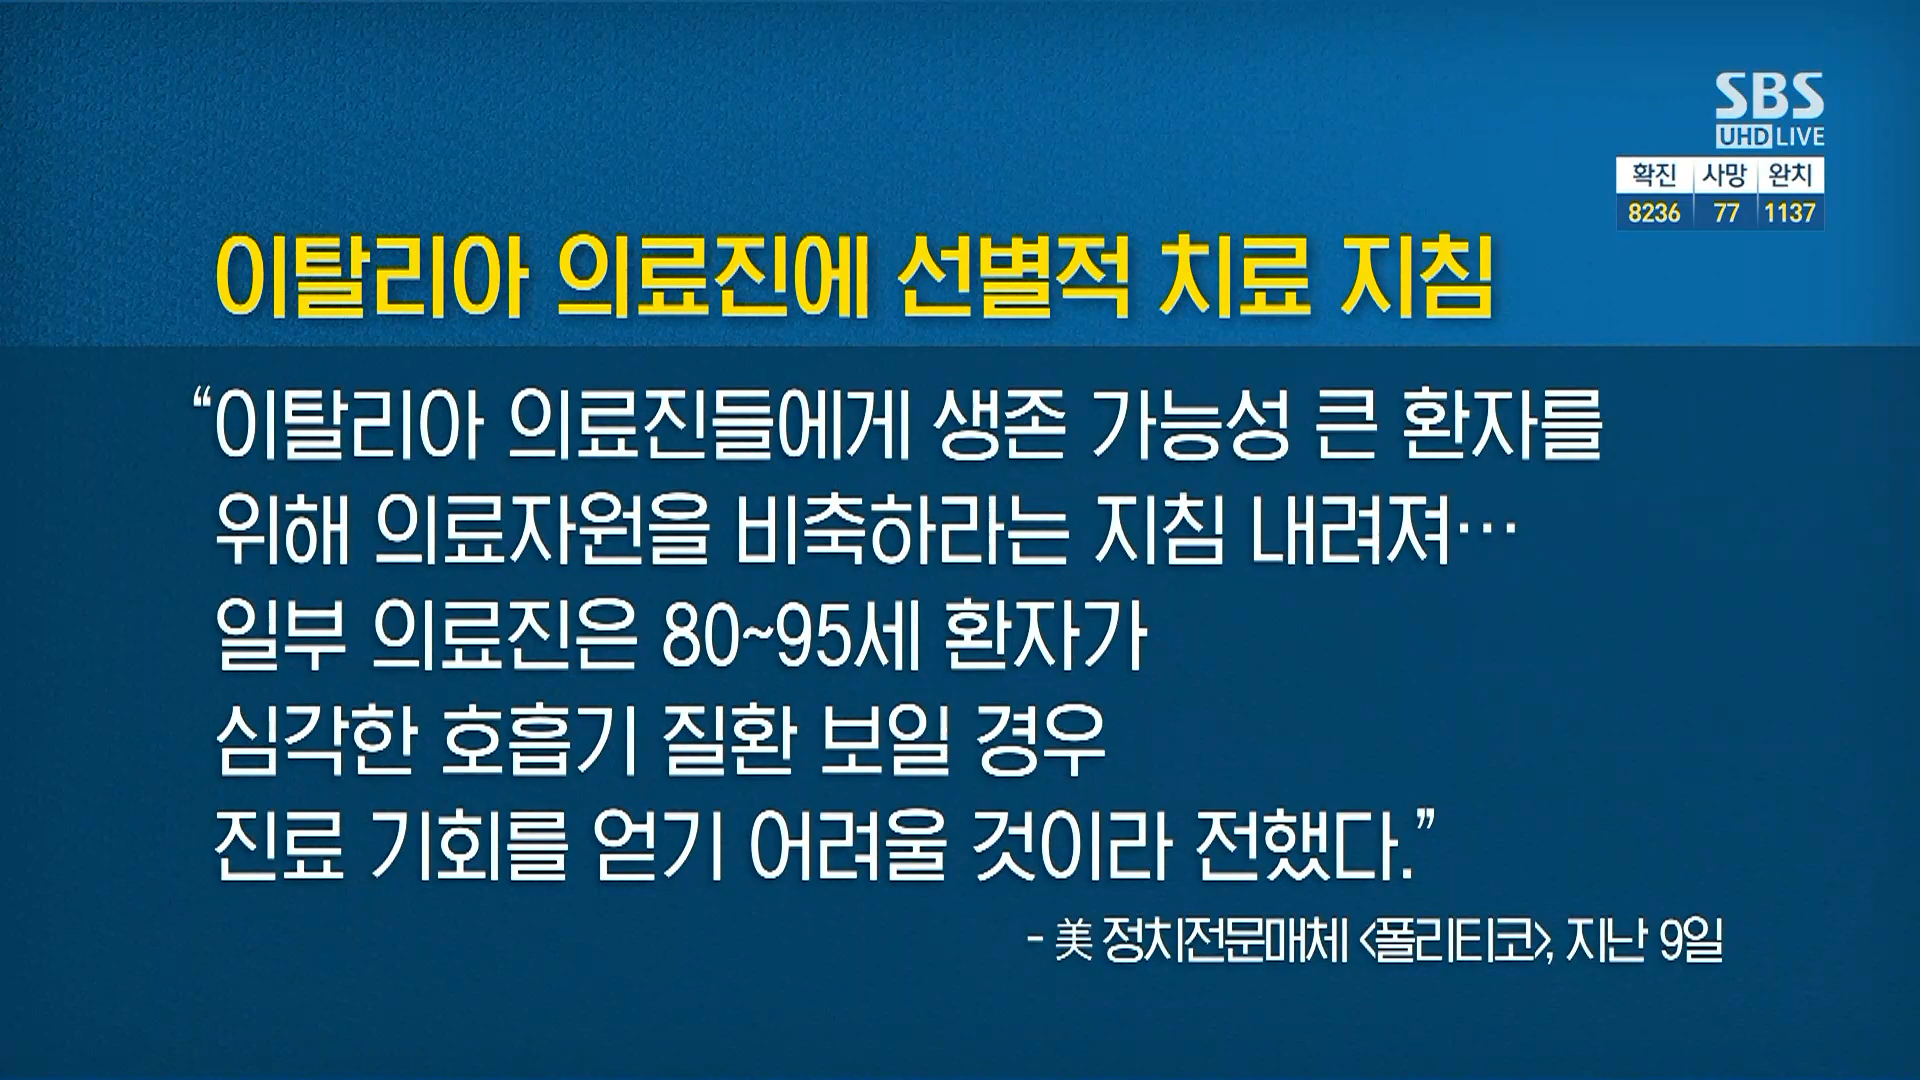 SBS
UHD LIVE
확진 사망 완치
8236 77 1137
이탈리아 의료진에 선별적 치료 지침
“이탈리아 의료진들에게 생존 가능성 큰 환자를
위해 의료자원을 비축하라는 지침 내려져…
일부 의료진은 80~95세 환자가
심각한 호흡기 질환 보일 경우
진료 기회를 얻기 어려울 것이라 전했다.”
- 美 정치전문매체 <폴리티코>, 지난 9일